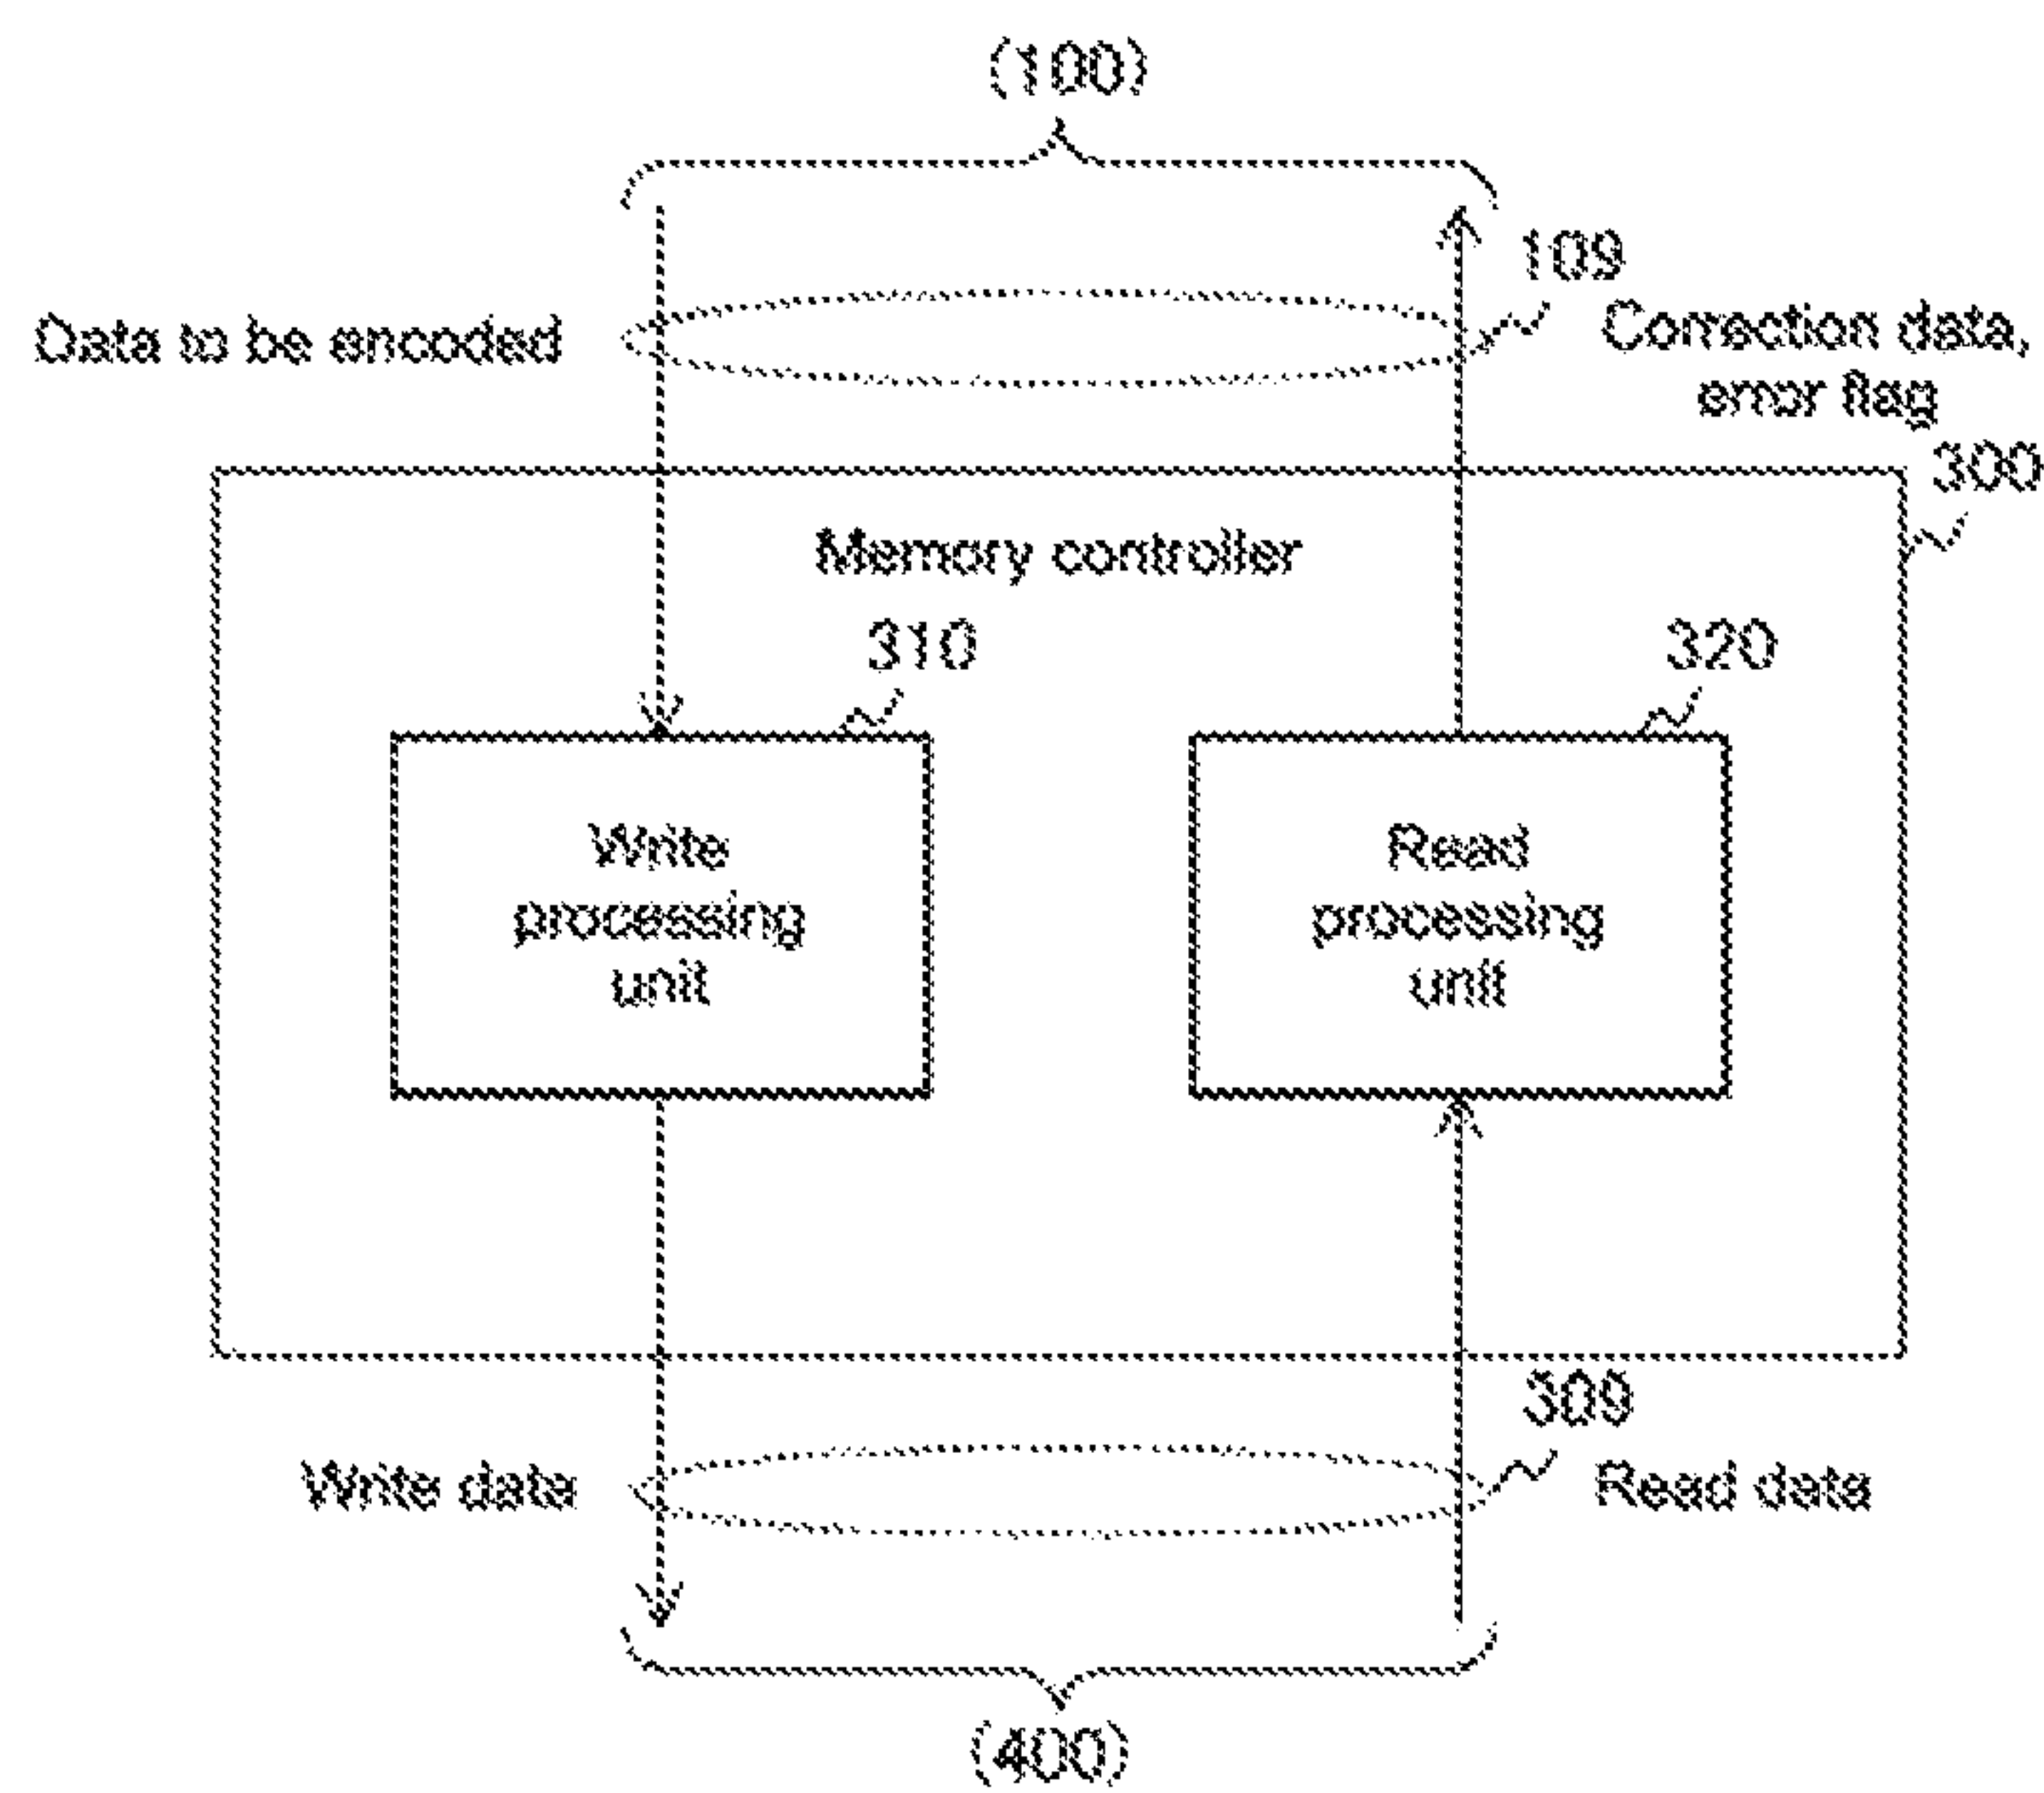 (100)
109
Data to be encoded
Correction data,
error flag
300
Memory controller
310
320
Write
processing
unit
Read
processing
unit
309
Write data
Read data
(400)